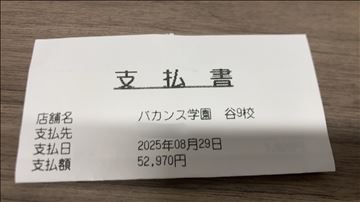 支払書
店舗名 バカンス学園 谷9校
支払先
支払日 2025年08月29日
支払額 52,970円